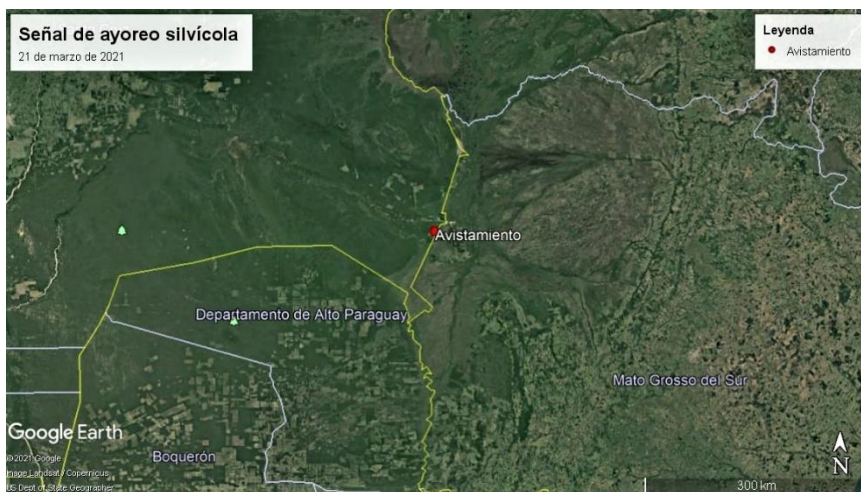 Señal de ayoreo silvícola
21 de marzo de 2021
Leyenda
Avistamiento
Avistamiento
Departamento de Alto Paraguay
Mato Grosso del Sur
Google Earth
Boquerón
©2021 Google
Image Landsat / Copernicus
US Dept of State Geographer
N
300 km